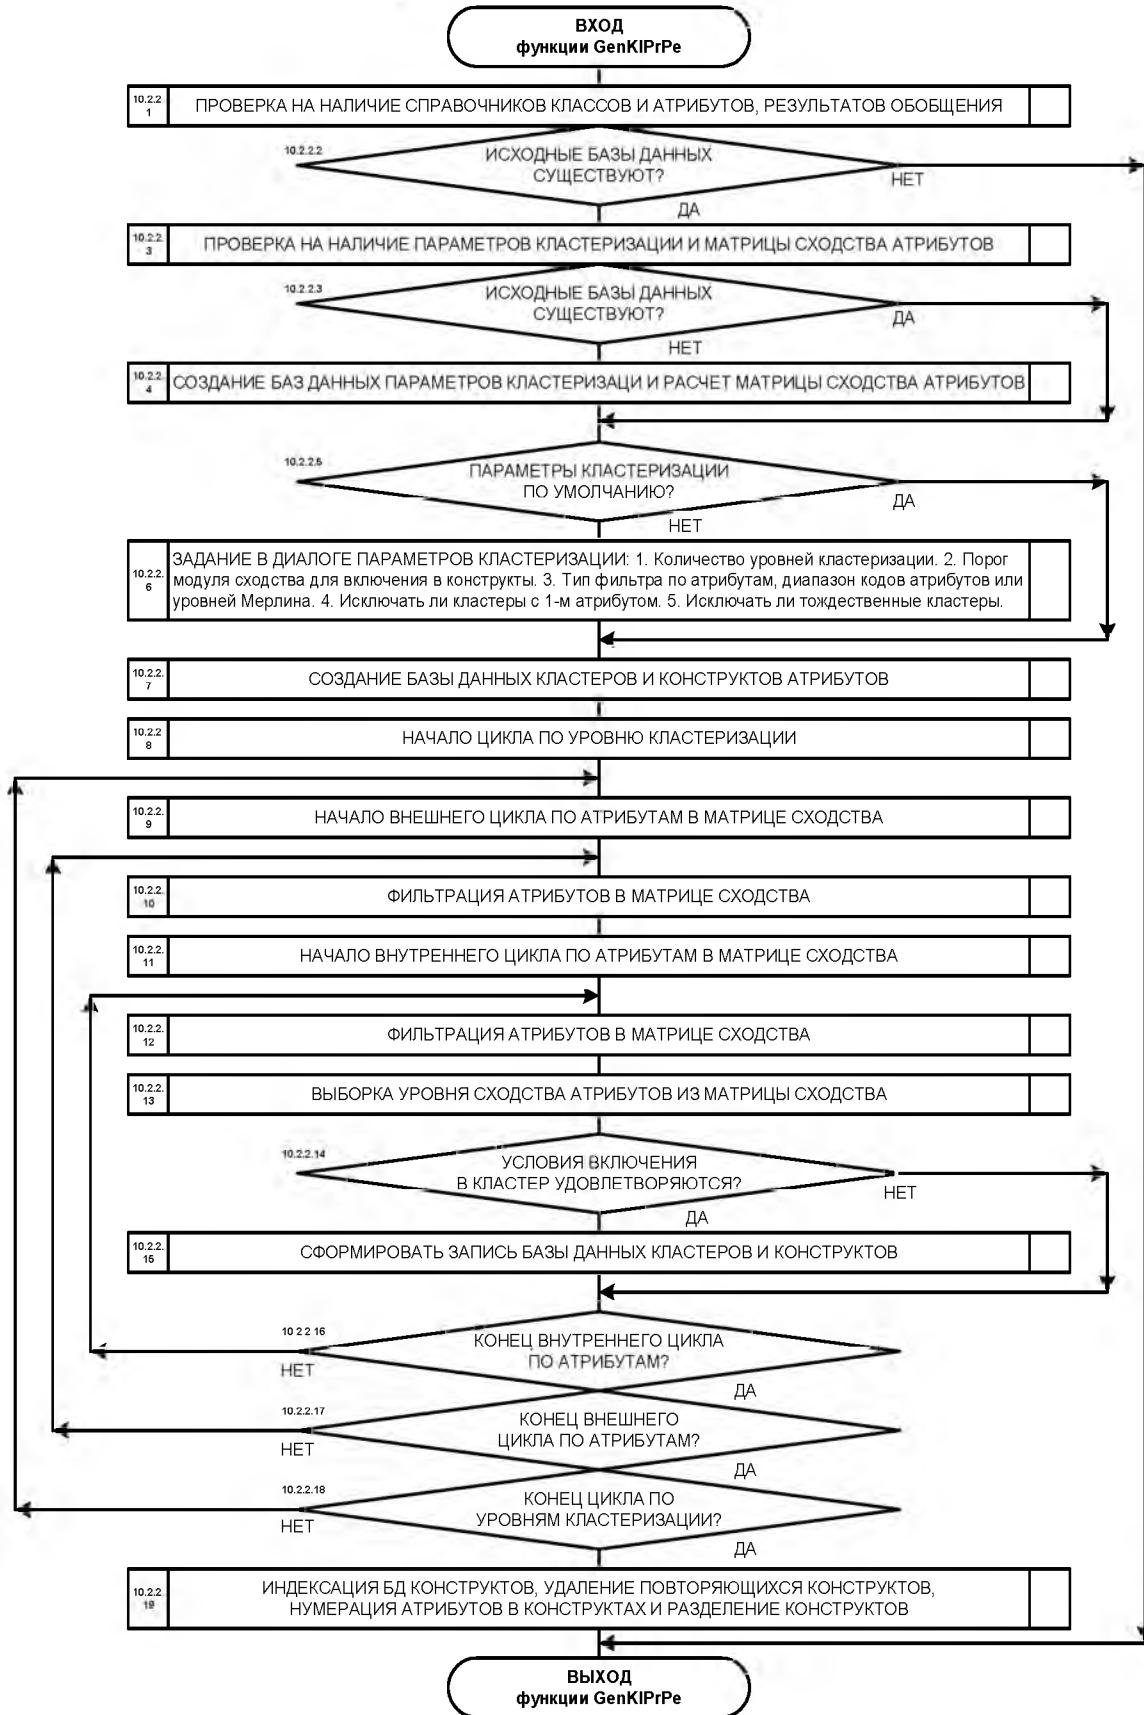 ВХОД
функции GenKlPrPe
10.2.2
1
ПРОВЕРКА НА НАЛИЧИЕ СПРАВОЧНИКОВ КЛАССОВ И АТРИБУТОВ, РЕЗУЛЬТАТОВ ОБОБЩЕНИЯ
10.2.2.2
ИСХОДНЫЕ БАЗЫ ДАННЫХ
СУЩЕСТВУЮТ?
НЕТ
ДА
10.2.2
3
ПРОВЕРКА НА НАЛИЧИЕ ПАРАМЕТРОВ КЛАСТЕРИЗАЦИИ И МАТРИЦЫ СХОДСТВА АТРИБУТОВ
10.2.2.3
ИСХОДНЫЕ БАЗЫ ДАННЫХ
СУЩЕСТВУЮТ?
ДА
НЕТ
10.2.2
4
СОЗДАНИЕ БАЗ ДАННЫХ ПАРАМЕТРОВ КЛАСТЕРИЗАЦИ И РАСЧЕТ МАТРИЦЫ СХОДСТВА АТРИБУТОВ
10.2.2.5
ПАРАМЕТРЫ КЛАСТЕРИЗАЦИИ
ПО УМОЛЧАНИЮ?
ДА
НЕТ
10.2.2.
6
ЗАДАНИЕ В ДИАЛОГЕ ПАРАМЕТРОВ КЛАСТЕРИЗАЦИИ: 1. Количество уровней кластеризации. 2. Порог
модуля сходства для включения в конструкты. 3. Тип фильтра по атрибутам, диапазон кодов атрибутов или
уровней Мерлина. 4. Исключать ли кластеры с 1-м атрибутом. 5. Исключать ли тождественные кластеры.
10.2.2.
7
СОЗДАНИЕ БАЗЫ ДАННЫХ КЛАСТЕРОВ И КОНСТРУКТОВ АТРИБУТОВ
10.2.2
8
НАЧАЛО ЦИКЛА ПО УРОВНЮ КЛАСТЕРИЗАЦИИ
10.2.2.
9
НАЧАЛО ВНЕШНЕГО ЦИКЛА ПО АТРИБУТАМ В МАТРИЦЕ СХОДСТВА
10.2.2
10
ФИЛЬТРАЦИЯ АТРИБУТОВ В МАТРИЦЕ СХОДСТВА
10.2.2.
11
НАЧАЛО ВНУТРЕННЕГО ЦИКЛА ПО АТРИБУТАМ В МАТРИЦЕ СХОДСТВА
10.2.2.
12
ФИЛЬТРАЦИЯ АТРИБУТОВ В МАТРИЦЕ СХОДСТВА
10.2.2.
13
ВЫБОРКА УРОВНЯ СХОДСТВА АТРИБУТОВ ИЗ МАТРИЦЫ СХОДСТВА
10.2.2.14
УСЛОВИЯ ВКЛЮЧЕНИЯ
В КЛАСТЕР УДОВЛЕТВОРЯЮТСЯ?
НЕТ
ДА
10.2.2.
15
СФОРМИРОВАТЬ ЗАПИСЬ БАЗЫ ДАННЫХ КЛАСТЕРОВ И КОНСТРУКТОВ
10 2 2 16
КОНЕЦ ВНУТРЕННЕГО ЦИКЛА
ПО АТРИБУТАМ?
НЕТ
ДА
10.2.2.17
КОНЕЦ ВНЕШНЕГО
ЦИКЛА ПО АТРИБУТАМ?
НЕТ
ДА
10.2.2.18
КОНЕЦ ЦИКЛА ПО
УРОВНЯМ КЛАСТЕРИЗАЦИИ?
НЕТ
ДА
10.2.2
19
ИНДЕКСАЦИЯ БД КОНСТРУКТОВ, УДАЛЕНИЕ ПОВТОРЯЮЩИХСЯ КОНСТРУКТОВ,
НУМЕРАЦИЯ АТРИБУТОВ В КОНСТРУКТАХ И РАЗДЕЛЕНИЕ КОНСТРУКТОВ
ВЫХОД
функции GenKlPrPe